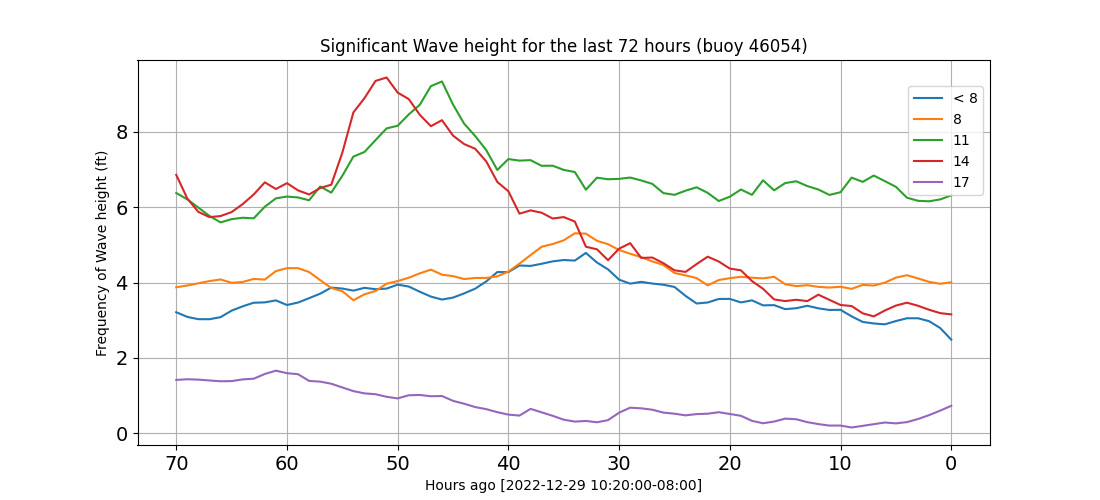 Significant Wave height for the last 72 hours (buoy 46054)
Frequency of Wave height (ft)
8
6
4
2
0
< 8
8
11
14
17
70 60 50 40 30 20 10 0
Hours ago [2022-12-29 10:20:00-08:00]